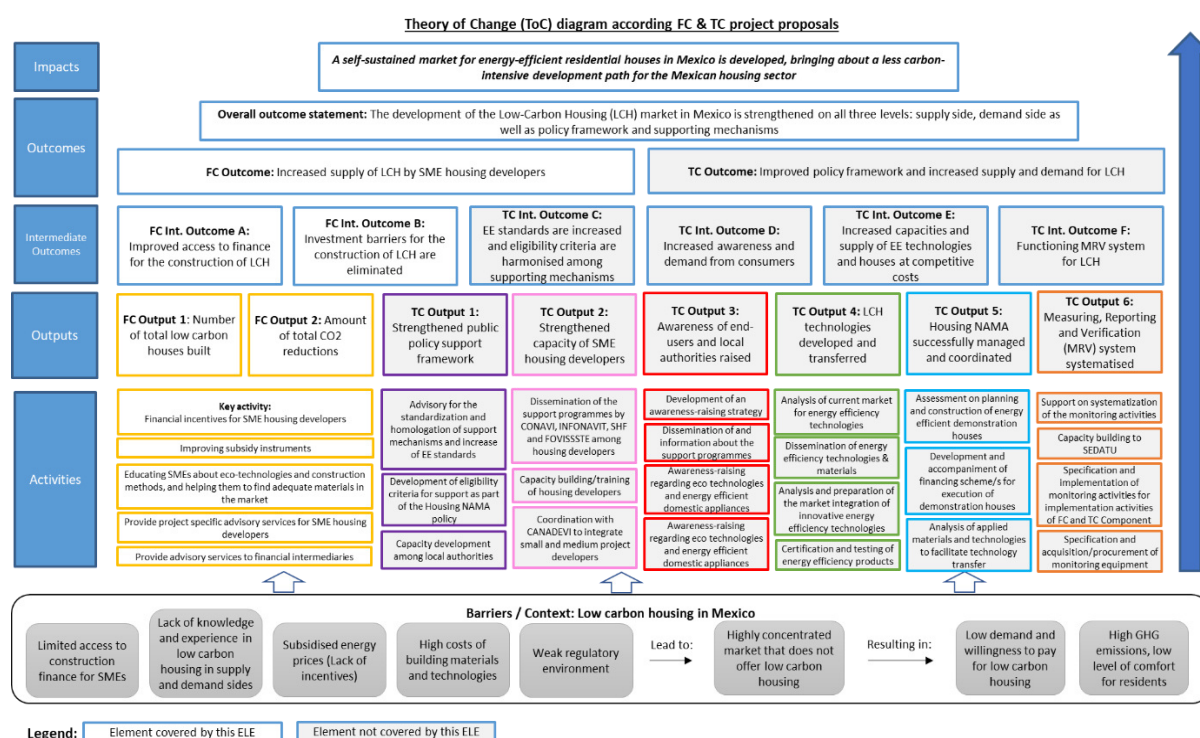 Theory of Change (ToC) diagram according FC & TC project proposals
Impacts
A self-sustained market for energy-efficient residential houses in Mexico is developed, bringing about a less carbon-
intensive development path for the Mexican housing sector
Outcomes
Overall outcome statement: The development of the Low-Carbon Housing (LCH) market in Mexico is strengthened on all three levels: supply side, demand side as
well as policy framework and supporting mechanisms
FC Outcome: Increased supply of LCH by SME housing developers
TC Outcome: Improved policy framework and increased supply and demand for LCH
Intermediate
Outcomes
FC Int. Outcome A:
Improved access to finance
for the construction of LCH
FC Int. Outcome B:
Investment barriers for the
construction of LCH are
eliminated
TC Int. Outcome C:
EE standards are increased
and eligibility criteria are
harmonised among
supporting mechanisms
TC Int. Outcome D:
Increased awareness and
demand from consumers
TC Int. Outcome E:
Increased capacities and
supply of EE technologies
and houses at competitive
costs
TC Int. Outcome F:
Functioning MRV system
for LCH
Outputs
FC Output 1: Number
of total low carbon
houses built
FC Output 2: Amount
of total CO2
reductions
TC Output 1:
Strengthened public
policy support
framework
TC Output 2:
Strengthened
capacity of SME
housing developers
TC Output 3:
Awareness of end-
users and local
authorities raised
TC Output 4: LCH
technologies
developed and
transferred
TC Output 5:
Housing NAMA
successfully managed
and coordinated
TC Output 6:
Measuring, Reporting
and Verification
(MRV) system
systematised
Activities
Key activity:
Financial incentives for SME housing developers
Improving subsidy instruments
Educating SMEs about eco-technologies and construction
methods, and helping them to find adequate materials in
the market
Provide project specific advisory services for SME housing
developers
Provide advisory services to financial intermediaries
Advisory for the
standardization and
homologation of support
mechanisms and increase
of EE standards
Development of eligibility
criteria for support as part
of the Housing NAMA
policy
Capacity development
among local authorities
Dissemination of the
support programmes by
CONAVI, INFONAVIT, SHF
and FOVISSSTE among
housing developers
Capacity building/training
of housing developers
Coordination with
CANADEVI to integrate
small and medium project
developers
Development of an
awareness-raising strategy
Dissemination of and
information about the
support programmes
Awareness-raising
regarding eco technologies
and energy efficient
domestic appliances
Awareness-raising
regarding eco technologies
and energy efficient
domestic appliances
Analysis of current market
for energy efficiency
technologies
Dissemination of energy
efficiency technologies &
materials
Analysis and preparation of
the market integration of
innovative energy
efficiency technologies
Certification and testing of
energy efficiency products
Assessment on planning
and construction of energy
efficient demonstration
houses
Development and
accompaniment of
financing scheme/s for
execution of
demonstration houses
Analysis of applied
materials and technologies
to facilitate technology
transfer
Support on systematization
of the monitoring activities
Capacity building to
SEDATU
Specification and
Implementation of
monitoring activities for
implementation activities
of FC and TC Component
Specification and
acquisition/procurement of
monitoring equipment
Barriers / Context: Low carbon housing in Mexico
Limited access to
construction
finance for SMEs
Lack of knowledge
and experience in
low carbon
housing in supply
and demand sides
Subsidised energy
prices (Lack of
incentives)
High costs of
building materials
and technologies
Weak regulatory
environment
Lead to:
Highly concentrated
market that does not
offer low carbon
housing
Resulting in:
Low demand and
willingness to pay
for low carbon
housing
High GHG
emissions, low
level of comfort
for residents
Legend:
Element covered by this ELE
Element not covered by this ELE